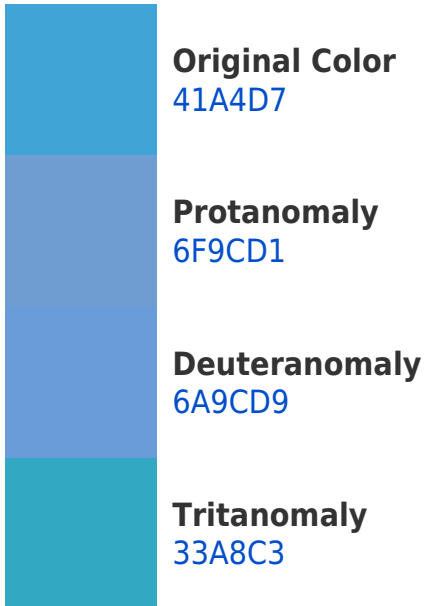 Original Color
41A4D7
Protanomaly
6F9CD1
Deuteranomaly
6A9CD9
Tritanomaly
33A8C3